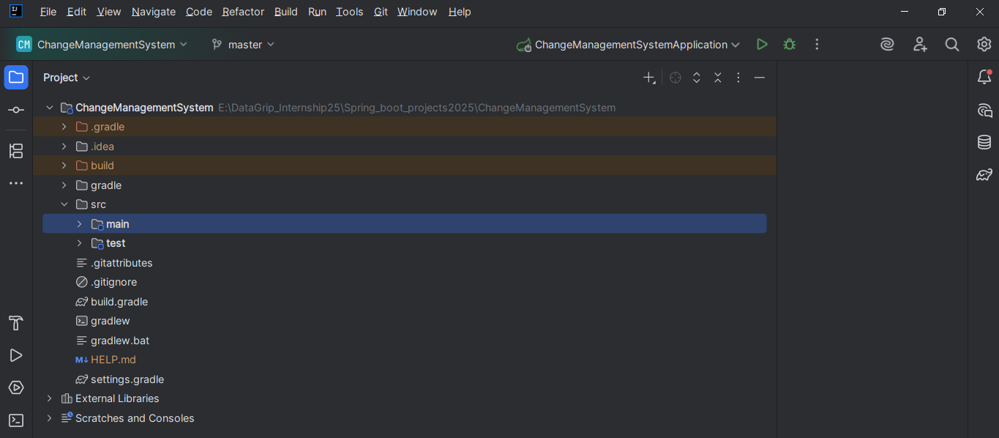 IJ File Edit View Navigate Code Refactor Build Run Tools Git Window Help
CM ChangeManagementSystem master ChangeManagementSystemApplication
Project
ChangeManagementSystem E:\DataGrip_Internship25\Spring_boot_projects2025\ChangeManagementSystem
.gradle
.idea
build
gradle
src
main
test
.gitattributes
.gitignore
build.gradle
gradlew
gradlew.bat
M↓ HELP.md
settings.gradle
External Libraries
Scratches and Consoles